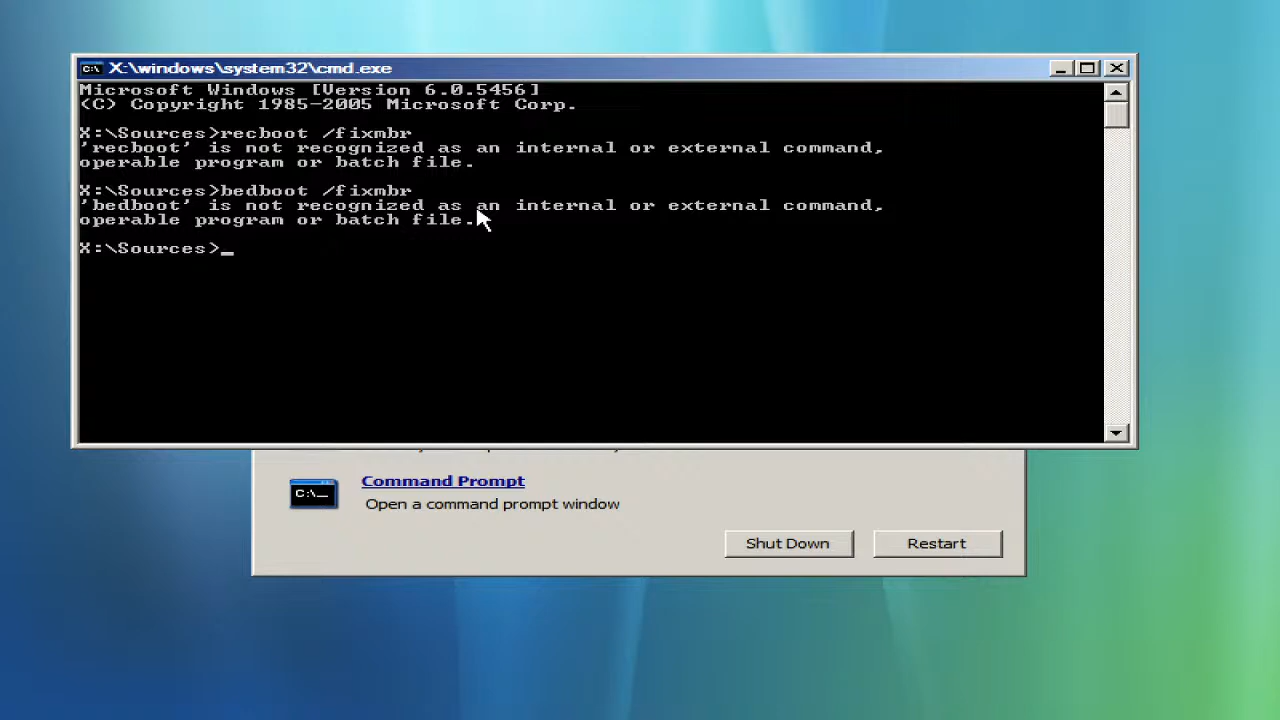 X:\windows\system32\cmd.exe
Microsoft Windows [Version 6.0.5456]
(C) Copyright 1985-2005 Microsoft Corp.
X:\Sources>recboot /fixmbr
'recboot' is not recognized as an internal or external command,
operable program or batch file.
X:\Sources>bedboot /fixmbr
'bedboot' is not recognized as an internal or external command,
operable program or batch file.
X:\Sources>_
C:\_
Command Prompt
Open a command prompt window
Shut Down Restart